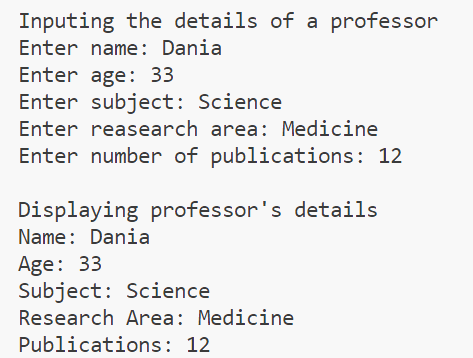 Inputing the details of a professor
Enter name: Dania
Enter age: 33
Enter subject: Science
Enter reasearch area: Medicine
Enter number of publications: 12
Displaying professor's details
Name: Dania
Age: 33
Subject: Science
Research Area: Medicine
Publications: 12